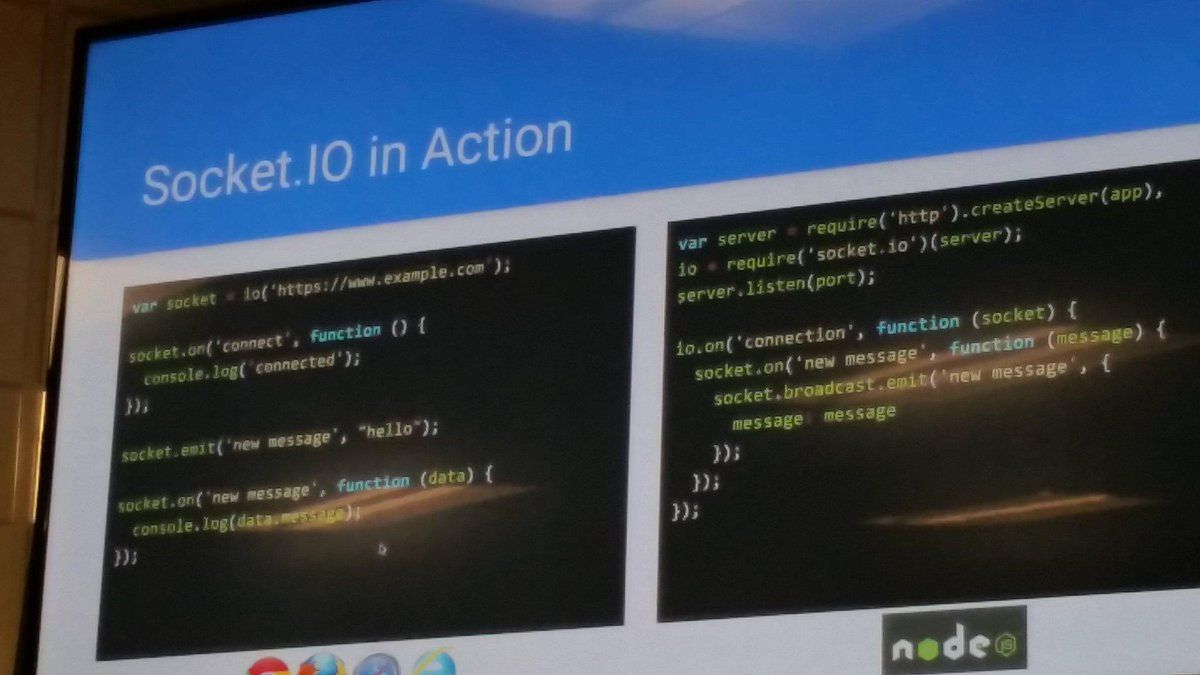 Socket.IO in Action
var socket = io('https://www.example.com');
socket.on('connect', function () {
console.log('connected');
});
socket.emit('new message', "hello");
socket.on('new message', function (data) {
console.log(data.message);
});
var server = require('http').createServer(app),
io = require('socket.io')(server);
server.listen(port);
io.on('connection', function (socket) {
socket.on('new message', function (message) {
socket.broadcast.emit('new message', {
message: message
});
});
});
node
JS